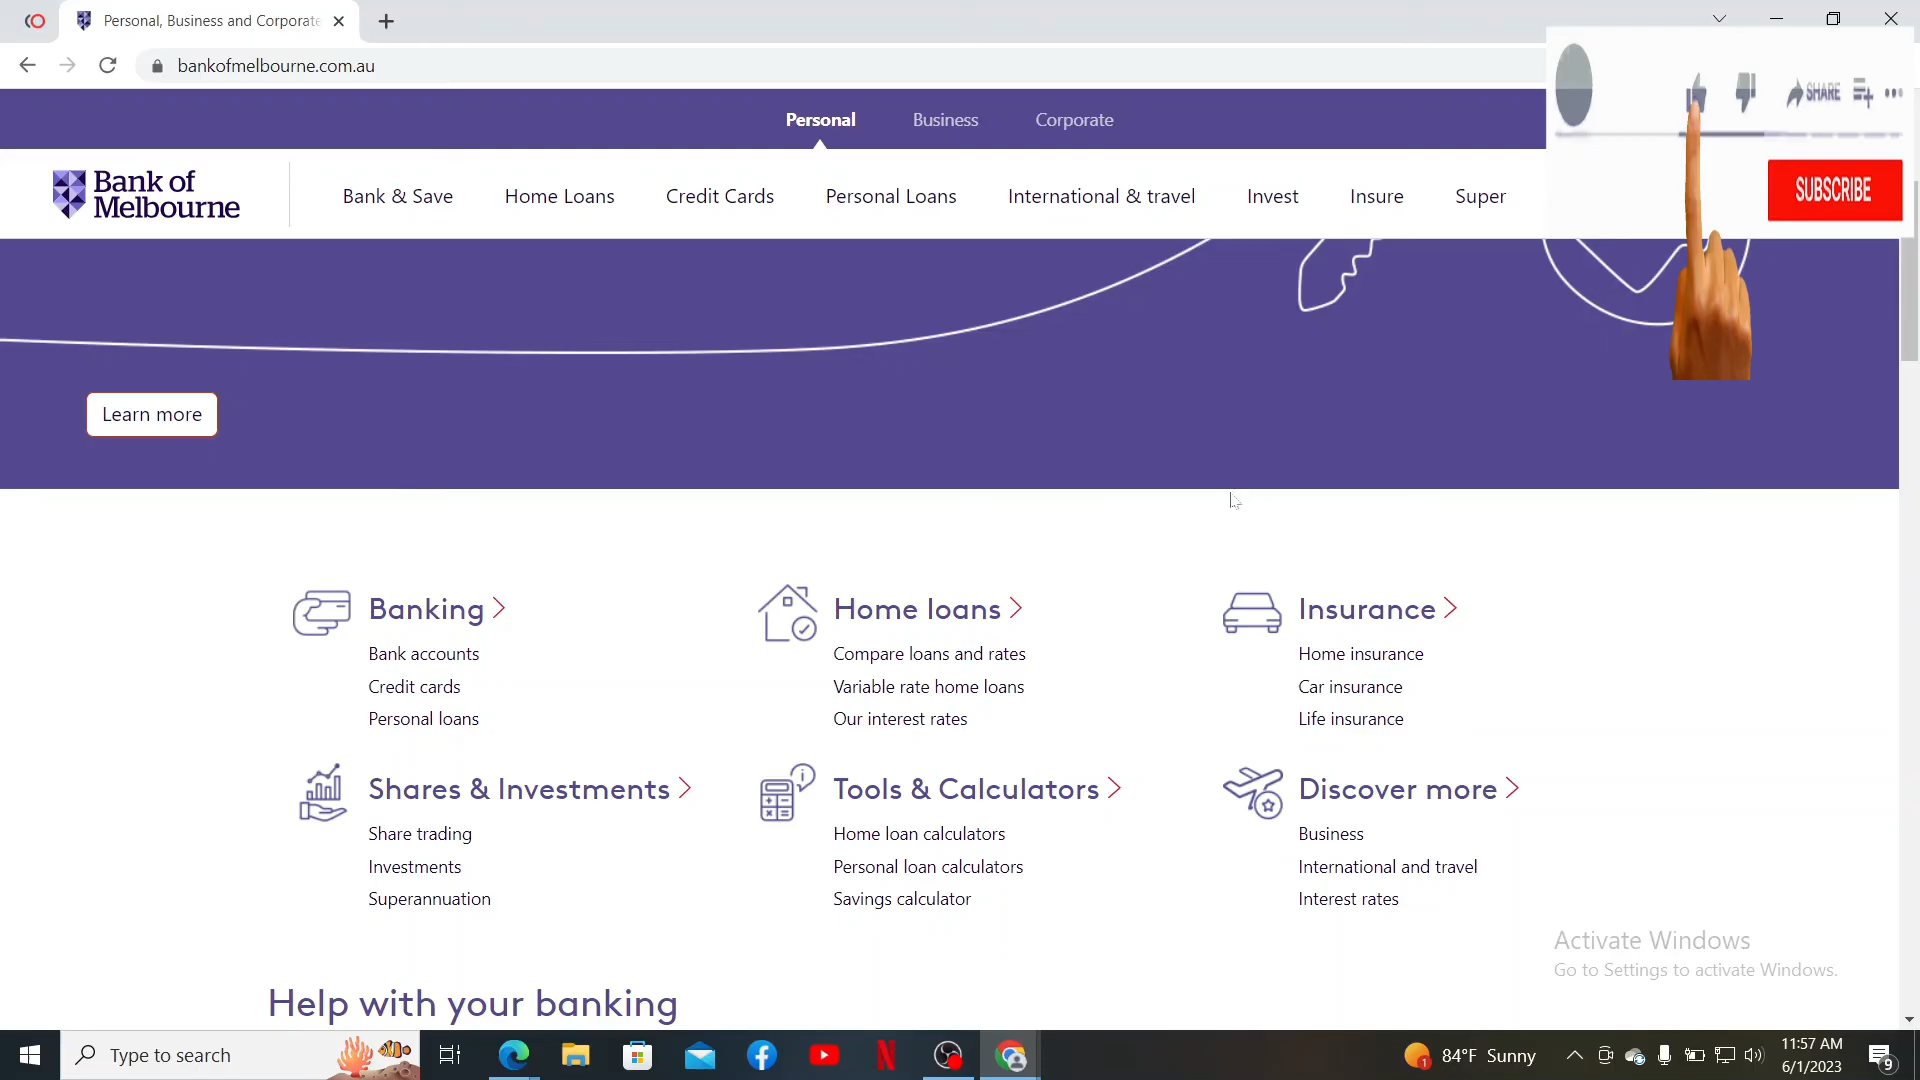 Personal, Business and Corporate
bankofmelbourne.com.au
SHARE
Personal
Business
Corporate
Bank of
Melbourne
Bank & Save
Home Loans
Credit Cards
Personal Loans
International & travel
Invest
Insure
Super
SUBSCRIBE
Learn more
Banking
Bank accounts
Credit cards
Personal loans
Home loans
Compare loans and rates
Variable rate home loans
Our interest rates
Insurance
Home insurance
Car insurance
Life insurance
Shares & Investments
Share trading
Investments
Superannuation
Tools & Calculators
Home loan calculators
Personal loan calculators
Savings calculator
Discover more
Business
International and travel
Interest rates
Activate Windows
Go to Settings to activate Windows.
Help with your banking
Type to search
1
84°F Sunny
11:57 AM
6/1/2023
9